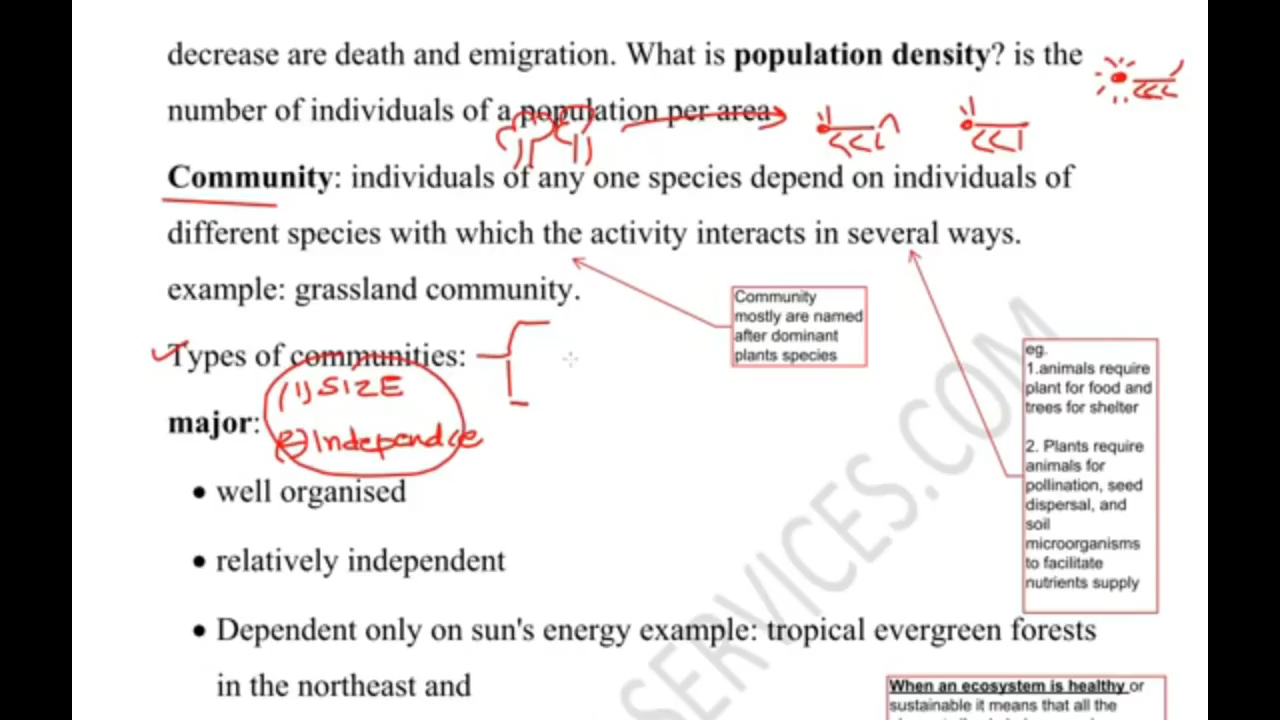 decrease are death and emigration. What is population density? is the
number of individuals of a population per area
Community: individuals of any one species depend on individuals of
different species with which the activity interacts in several ways.
example: grassland community.
Community
mostly are named
after dominant
plants species
Types of communities:
(1) SIZE
major:
(2) Independce
eg.
1.animals require
plant for food and
trees for shelter
2. Plants require
animals for
pollination, seed
dispersal, and
soil
microorganisms
to facilitate
nutrients supply
• well organised
• relatively independent
• Dependent only on sun's energy example: tropical evergreen forests
in the northeast and
SERVICES.COM
When an ecosystem is healthy or
sustainable it means that all the